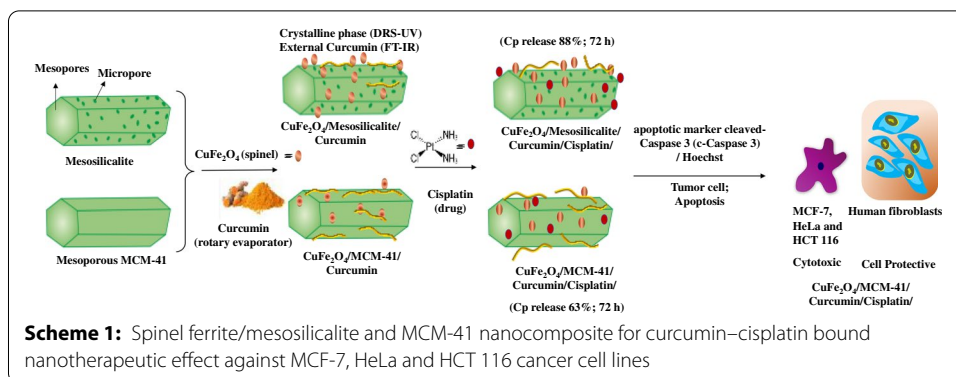 Mesopores
Micropore
Mesosilicalite
Mesoporous MCM-41
CuFe₂O₄ (spinel) =
Curcumin
(rotary evaporator)
Crystalline phase (DRS-UV)
External Curcumin (FT-IR)
CuFe₂O₄/Mesosilicalite/
Curcumin
CuFe₂O₄/MCM-41/
Curcumin
Cl NH₃
Pt
Cl NH₃
=
Cisplatin
(drug)
(Cp release 88%; 72 h)
CuFe₂O₄/Mesosilicalite/
Curcumin/Cisplatin/
CuFe₂O₄/MCM-41/
Curcumin/Cisplatin/
(Cp release 63%; 72 h)
apoptotic marker cleaved-
Caspase 3 (c-Caspase 3)
/ Hoechst
Tumor cell;
Apoptosis
MCF-7,
HeLa and
HCT 116
Cytotoxic
Human fibroblasts
Cell Protective
CuFe₂O₄/MCM-41/
Curcumin/Cisplatin/
Scheme 1: Spinel ferrite/mesosilicalite and MCM-41 nanocomposite for curcumin–cisplatin bound
nanotherapeutic effect against MCF-7, HeLa and HCT 116 cancer cell lines